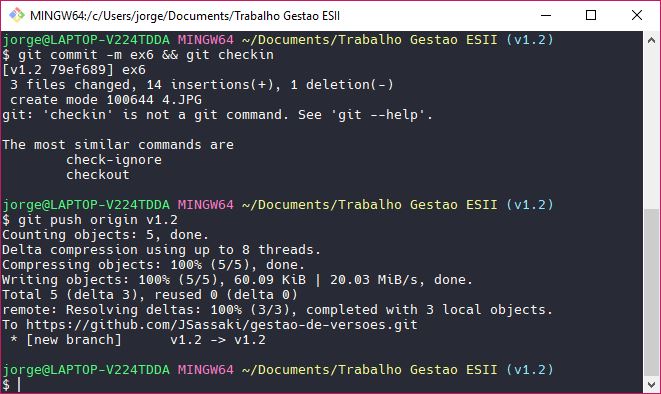 MINGW64:/c/Users/jorge/Documents/Trabalho Gestao ESII
jorge@LAPTOP-V224TDDA MINGW64 ~/Documents/Trabalho Gestao ESII (v1.2)
$ git commit -m ex6 && git checkin
[v1.2 79ef689] ex6
 3 files changed, 14 insertions(+), 1 deletion(-)
 create mode 100644 4.JPG
git: 'checkin' is not a git command. See 'git --help'.

The most similar commands are
        check-ignore
        checkout

jorge@LAPTOP-V224TDDA MINGW64 ~/Documents/Trabalho Gestao ESII (v1.2)
$ git push origin v1.2
Counting objects: 5, done.
Delta compression using up to 8 threads.
Compressing objects: 100% (5/5), done.
Writing objects: 100% (5/5), 60.09 KiB | 20.03 MiB/s, done.
Total 5 (delta 3), reused 0 (delta 0)
remote: Resolving deltas: 100% (3/3), completed with 3 local objects.
To https://github.com/JSassaki/gestao-de-versoes.git
 * [new branch]      v1.2 -> v1.2

jorge@LAPTOP-V224TDDA MINGW64 ~/Documents/Trabalho Gestao ESII (v1.2)
$